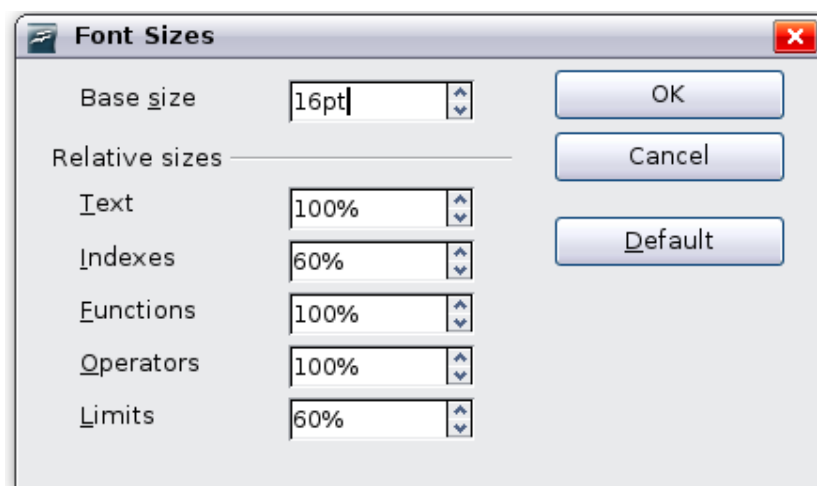 Font Sizes
Base size 16pt OK
Relative sizes Cancel
Text 100%
Default
Indexes 60%
Functions 100%
Operators 100%
Limits 60%